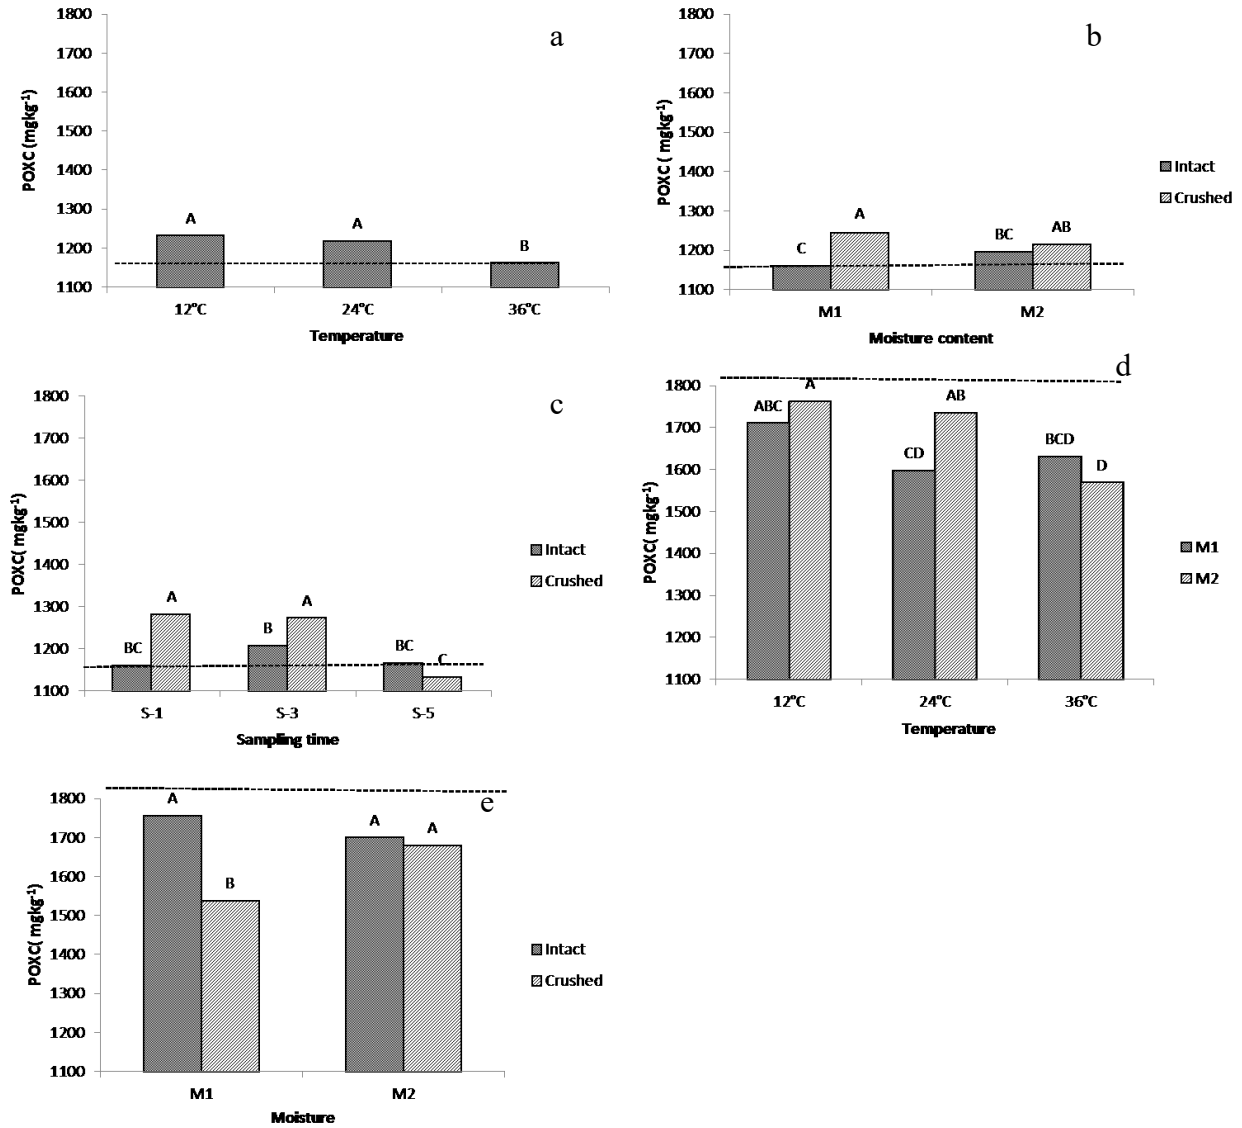 a
1800
1700
1600
1500
1400
1300
1200
1100
POXC (mgkg-1)
A
A
B
12°C 24°C 36°C
Temperature
b
1800
1700
1600
1500
1400
1300
1200
1100
POXC ( mgkg-1)
C A BC AB
M1 M2
Moisture content
Intact
Crushed
c
1800
1700
1600
1500
1400
1300
1200
1100
POXC( mgkg-1)
BC A B A BC C
S-1 S-3 S-5
Sampling time
Intact
Crushed
d
1800
1700
1600
1500
1400
1300
1200
1100
POXC( mgkg-1)
ABC A CD AB BCD D
12°C 24°C 36°C
Temperature
M1
M2
e
1800
1700
1600
1500
1400
1300
1200
1100
POXC( mgkg-1)
A B A A
M1 M2
Moisture
Intact
Crushed